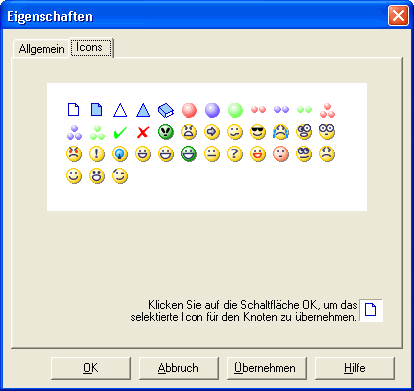 Eigenschaften
Allgemein Icons
Klicken Sie auf die Schaltfläche OK, um das
selektierte Icon für den Knoten zu übernehmen.
OK Abbruch Übernehmen Hilfe